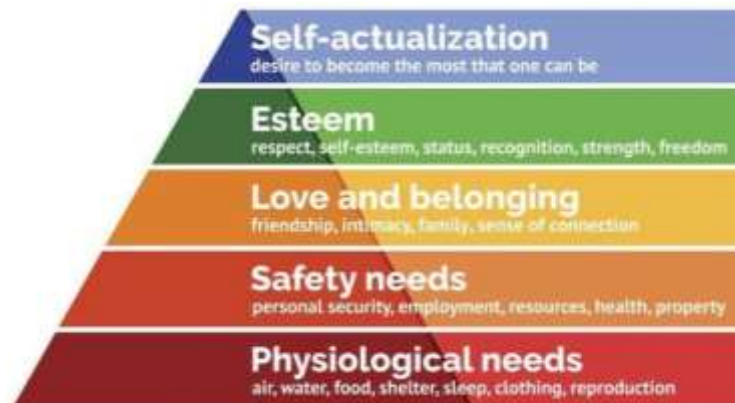 Self-actualization
desire to become the most that one can be
Esteem
respect, self-esteem, status, recognition, strength, freedom
Love and belonging
friendship, intimacy, family, sense of connection
Safety needs
personal security, employment, resources, health, property
Physiological needs
air, water, food, shelter, sleep, clothing, reproduction